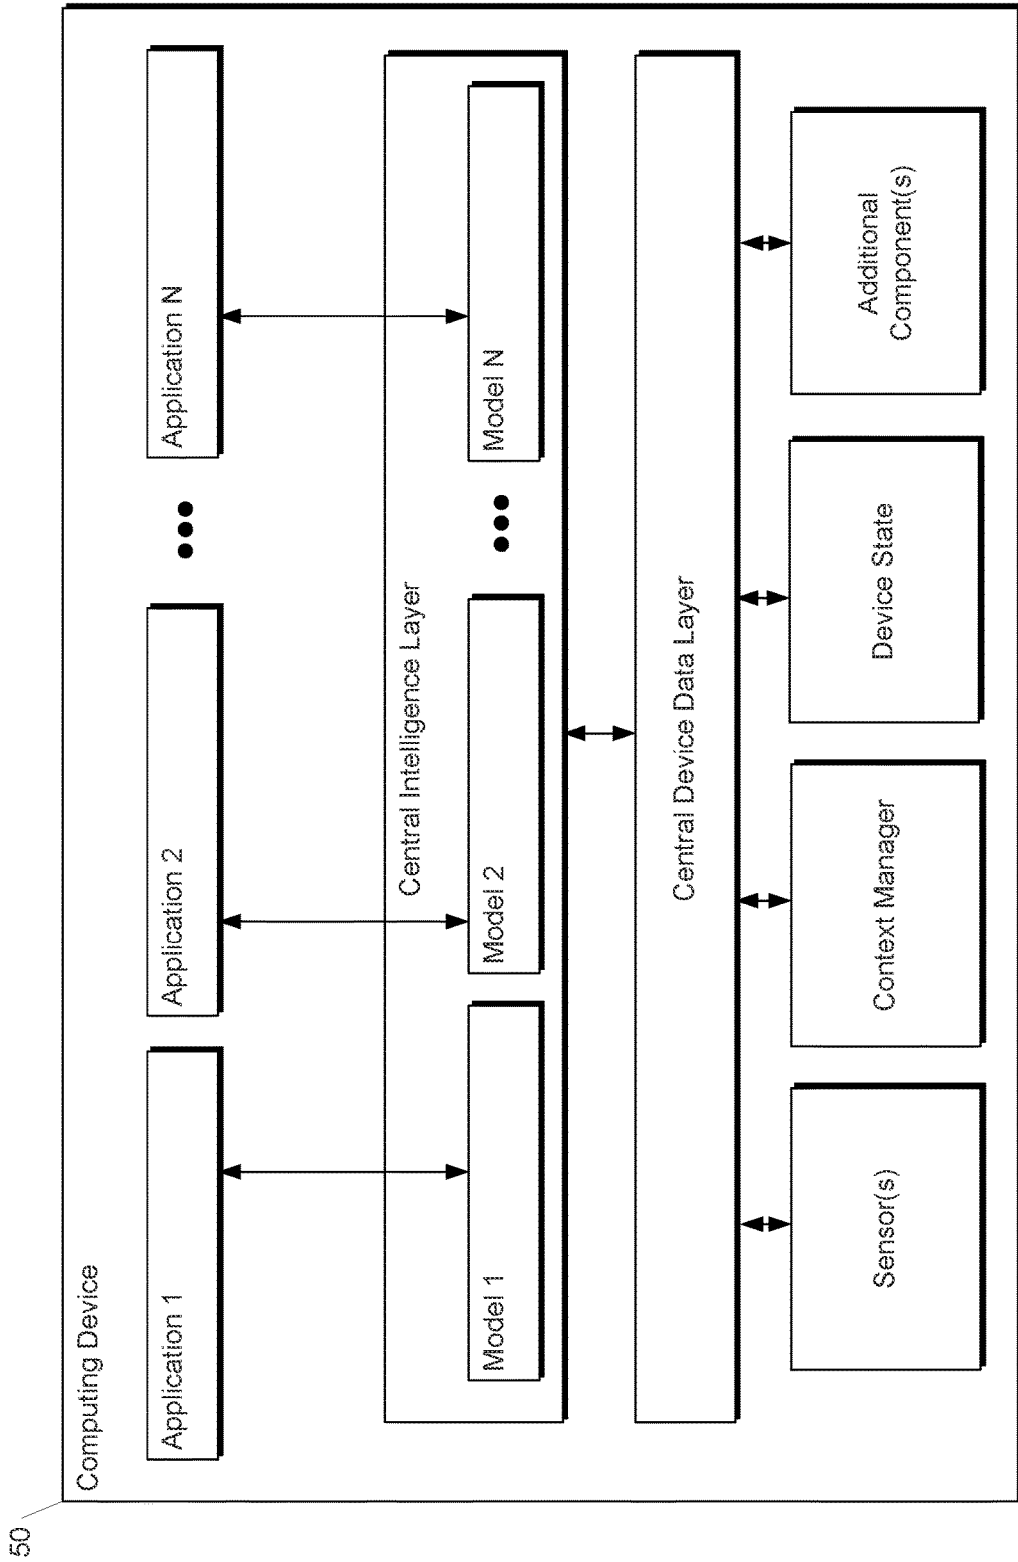 50
Computing Device
Application 1
Application 2
Application N
Central Intelligence Layer
Model 1
Model 2
Model N
Central Device Data Layer
Sensor(s)
Context Manager
Device State
Additional
Component(s)